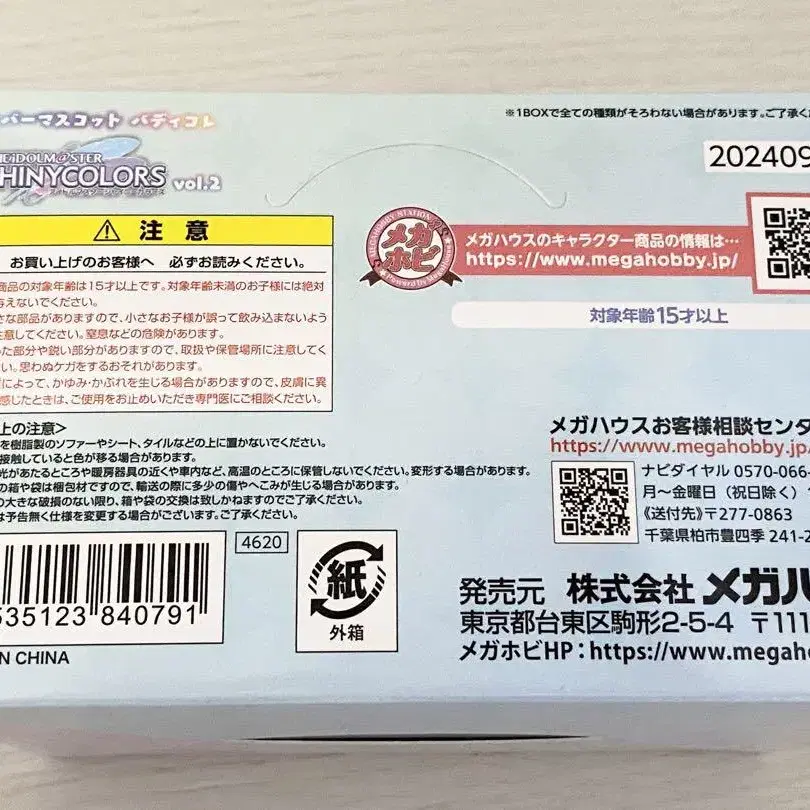 バーマスコット バディコレ
※1BOXで全ての種類がそろわない場合があります。ご了承くだ
iDOLM@STER
SHINYCOLORS vol.2
アイドルマスター シャイニーカラーズ
202409
⚠ 注意
お買い上げのお客様へ 必ずお読みください。
商品の対象年齢は15才以上です。対象年齢未満のお子様には絶対
与えないでください。
さな部品がありますので、小さなお子様が誤って飲み込まないよう
注意してください。窒息などの危険があります。
った部分や鋭い部分がありますので、取扱や保管場所に注意してく
い。思わぬケガをするおそれがあります。
によって、かゆみ・かぶれを生じる場合がありますので、皮膚に異
感じたときは、ご使用をお止めいただき専門医にご相談ください。
メガホビ
MEGAHOBBY STATION
メガハウスのキャラクター商品の情報は…
https://www.megahobby.jp/
対象年齢15才以上
上の注意>
を樹脂製のソファーやシート、タイルなどの上に置かないでください。
接触していると色が移る場合があります。
光があたるところや暖房器具の近くや車内など、高温のところに保管しないでください。変形する場合があります。
の箱や袋は梱包材ですので、輸送の際に多少の傷やへこみが生じる場合があります。
の大きな破損のない限り、箱や袋の交換は致しかねますのでご了承ください。
は予告無く仕様を変更する場合がございます。ご了承ください。
メガハウスお客様相談センタ
https://www.megahobby.jp/
ナビダイヤル 0570-066-
月〜金曜日（祝日除く）
《送付先》〒277-0863
千葉県柏市豊四季 241-2
4620
紙
外箱
535123 840791
N CHINA
発売元 株式会社 メガハ
東京都台東区駒形2-5-4 〒111
メガホビHP：https://www.megaho